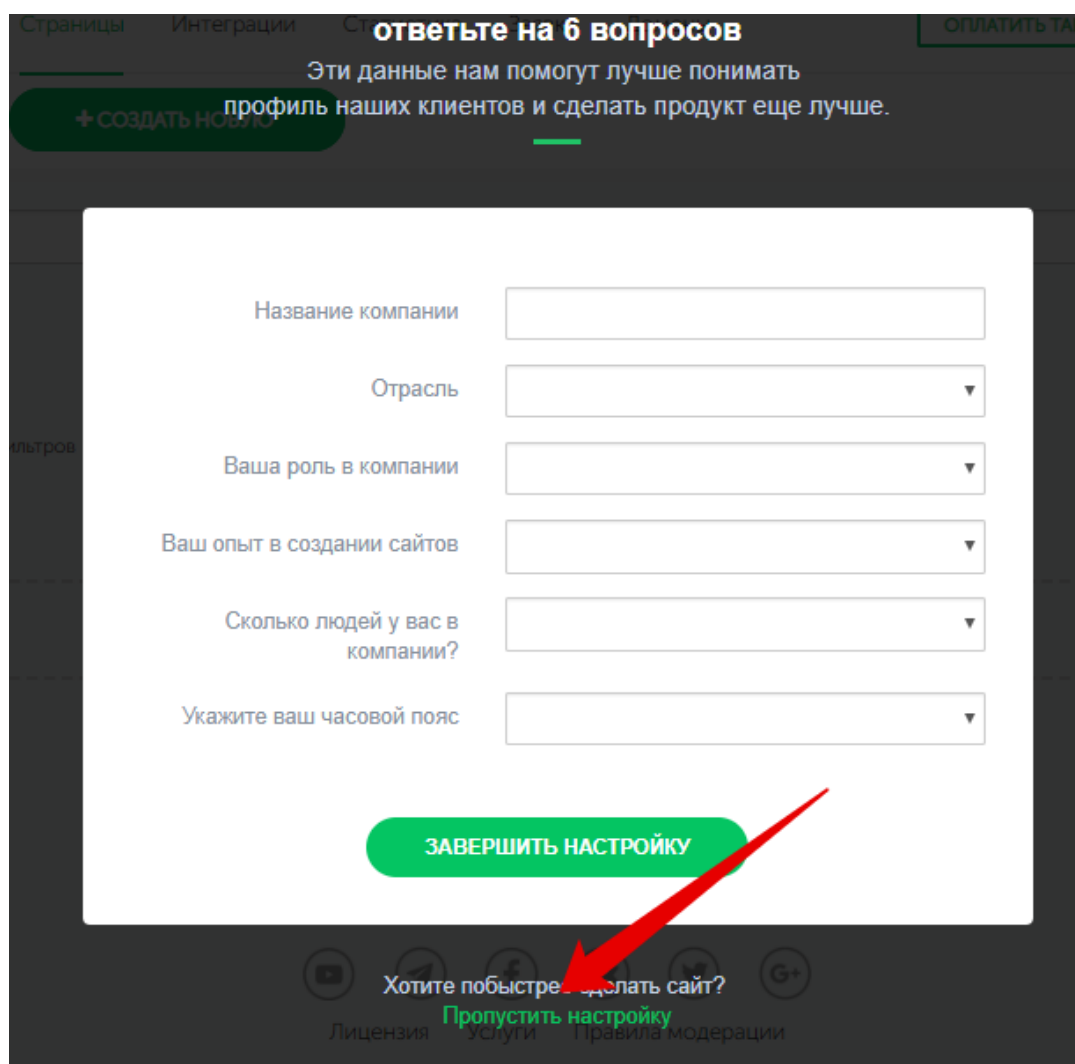 Страницы Интеграции
ОПЛАТИТЬ
ответьте на 6 вопросов
Эти данные нам помогут лучше понимать
профиль наших клиентов и сделать продукт еще лучше.
+ СОЗДАТЬ НОВУЮ
Название компании
Отрасль
Ваша роль в компании
Ваш опыт в создании сайтов
Сколько людей у вас в
компании?
Укажите ваш часовой пояс
ЗАВЕРШИТЬ НАСТРОЙКУ
G+
Хотите побыстрее сделать сайт?
Пропустить настройку
Лицензия Услуги Правила модерации